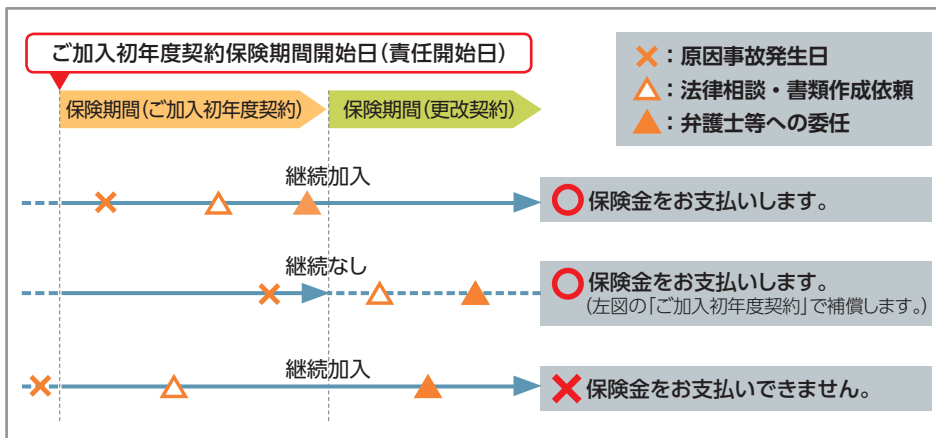 ご加入初年度契約保険期間開始日（責任開始日）
×：原因事故発生日
△：法律相談・書類作成依頼
▲：弁護士等への委任
保険期間（ご加入初年度契約）
保険期間（更改契約）
継続加入
○保険金をお支払いします。
継続なし
○保険金をお支払いします。
（左図の「ご加入初年度契約」で補償します。）
継続加入
×保険金をお支払いできません。